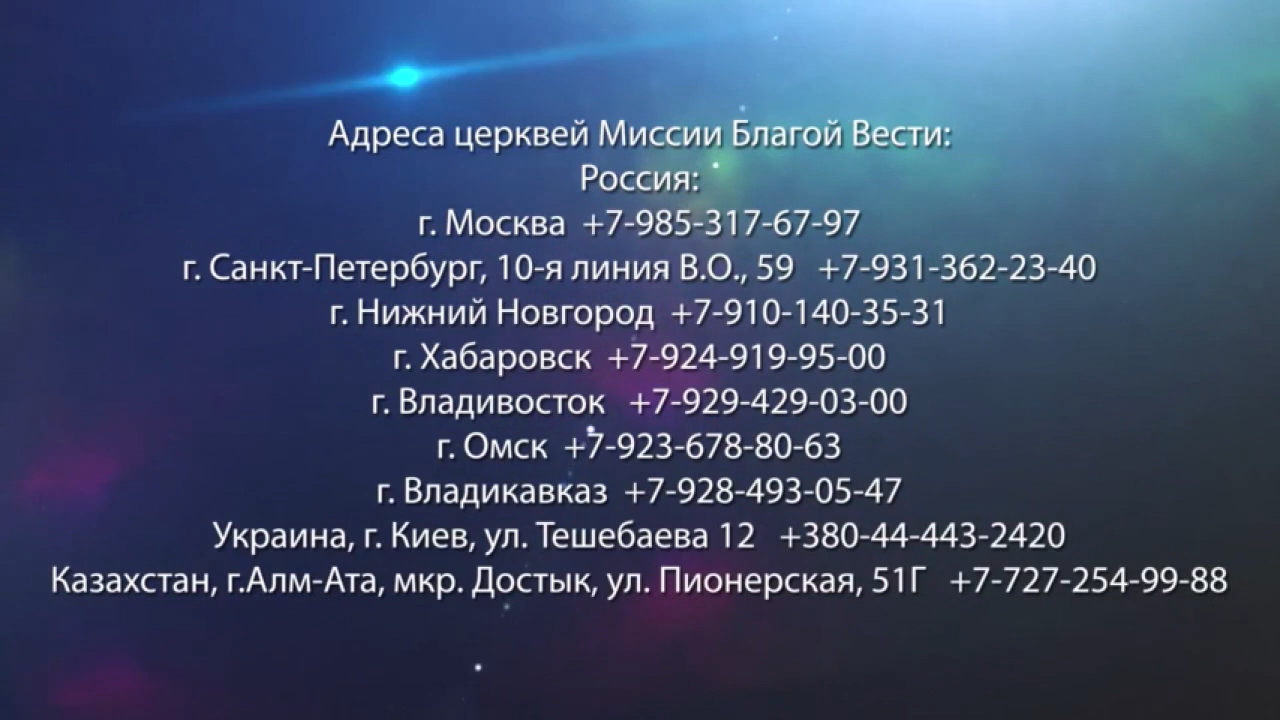 Адреса церквей Миссии Благой Вести:
Россия:
г. Москва +7-985-317-67-97
г. Санкт-Петербург, 10-я линия В.О., 59 +7-931-362-23-40
г. Нижний Новгород +7-910-140-35-31
г. Хабаровск +7-924-919-95-00
г. Владивосток +7-929-429-03-00
г. Омск +7-923-678-80-63
г. Владикавказ +7-928-493-05-47
Украина, г. Киев, ул. Тешебаева 12 +380-44-443-2420
Казахстан, г.Алм-Ата, мкр. Достык, ул. Пионерская, 51Г +7-727-254-99-88